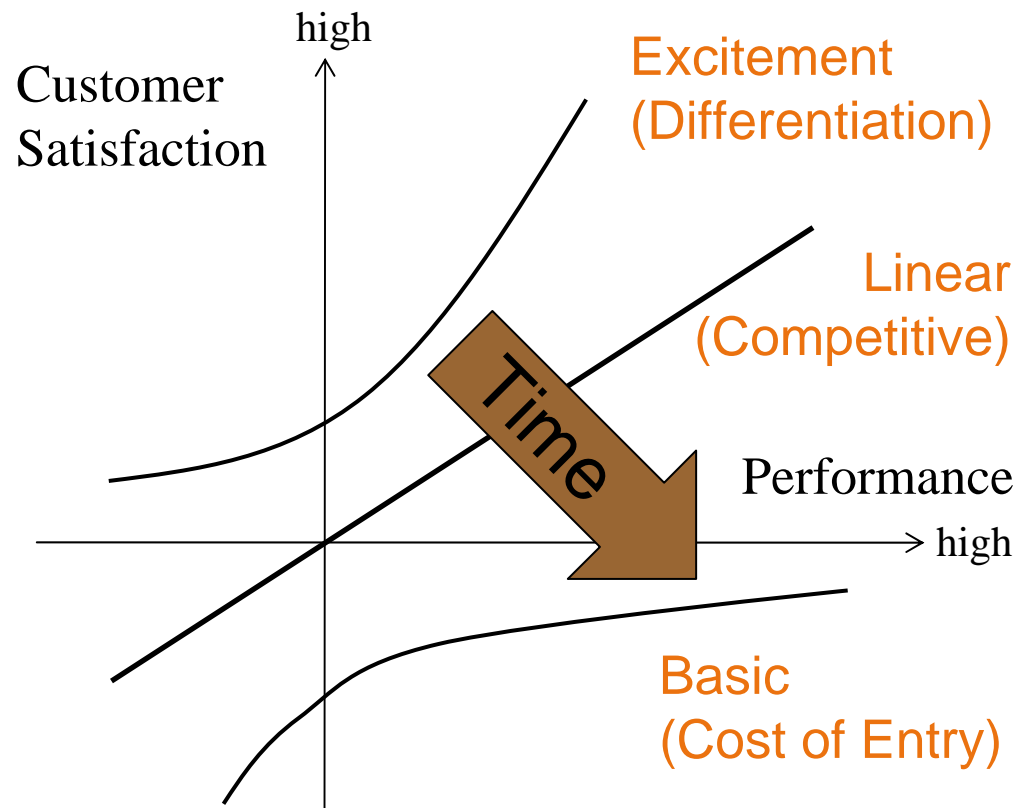 high
Customer
Satisfaction
Excitement
(Differentiation)
Linear
(Competitive)
Time
Performance
high
Basic
(Cost of Entry)